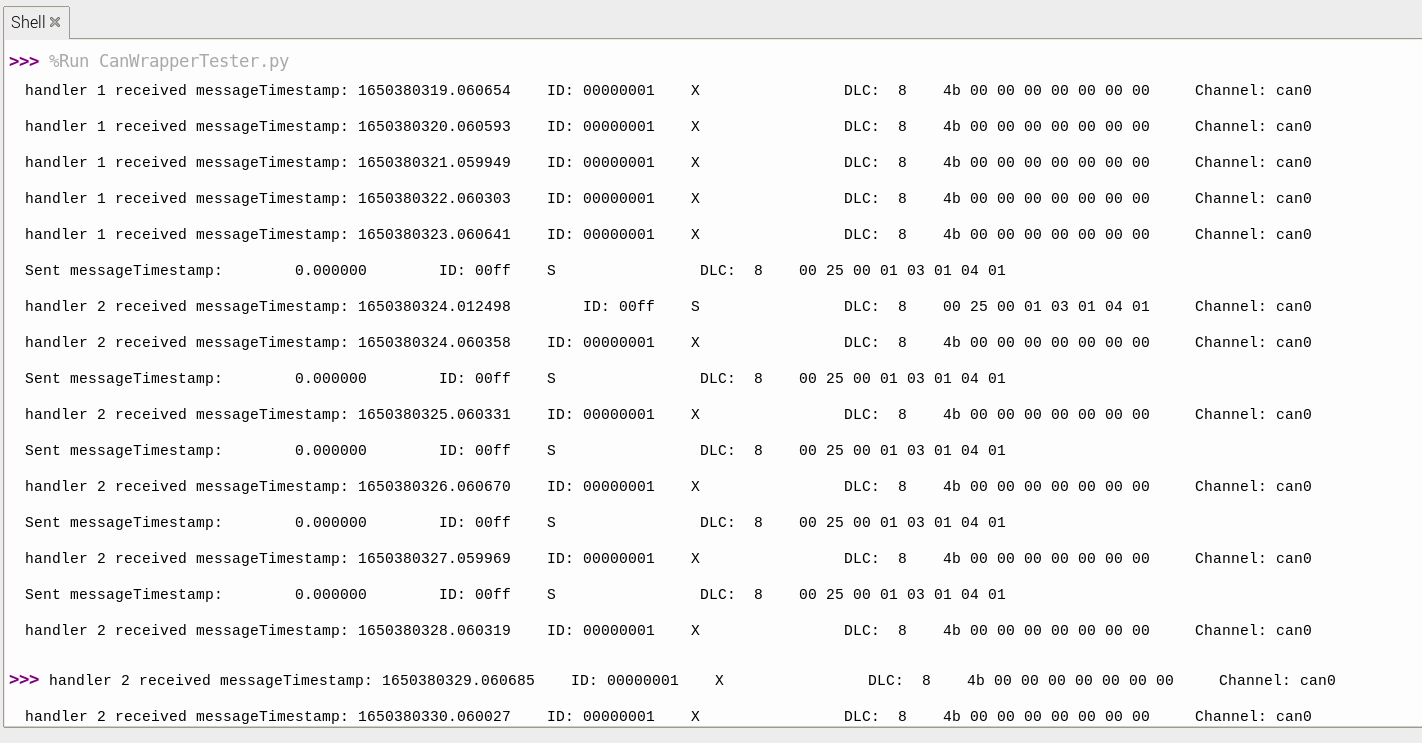 Shell
>>> %Run CanWrapperTester.py
handler 1 received messageTimestamp: 1650380319.060654    ID: 00000001    X                DLC:  8    4b 00 00 00 00 00 00 00     Channel: can0
handler 1 received messageTimestamp: 1650380320.060593    ID: 00000001    X                DLC:  8    4b 00 00 00 00 00 00 00     Channel: can0
handler 1 received messageTimestamp: 1650380321.059949    ID: 00000001    X                DLC:  8    4b 00 00 00 00 00 00 00     Channel: can0
handler 1 received messageTimestamp: 1650380322.060303    ID: 00000001    X                DLC:  8    4b 00 00 00 00 00 00 00     Channel: can0
handler 1 received messageTimestamp: 1650380323.060641    ID: 00000001    X                DLC:  8    4b 00 00 00 00 00 00 00     Channel: can0
Sent messageTimestamp:        0.000000        ID: 00ff    S                DLC:  8    00 25 00 01 03 01 04 01
handler 2 received messageTimestamp: 1650380324.012498        ID: 00ff    S                DLC:  8    00 25 00 01 03 01 04 01     Channel: can0
handler 2 received messageTimestamp: 1650380324.060358    ID: 00000001    X                DLC:  8    4b 00 00 00 00 00 00 00     Channel: can0
Sent messageTimestamp:        0.000000        ID: 00ff    S                DLC:  8    00 25 00 01 03 01 04 01
handler 2 received messageTimestamp: 1650380325.060331    ID: 00000001    X                DLC:  8    4b 00 00 00 00 00 00 00     Channel: can0
Sent messageTimestamp:        0.000000        ID: 00ff    S                DLC:  8    00 25 00 01 03 01 04 01
handler 2 received messageTimestamp: 1650380326.060670    ID: 00000001    X                DLC:  8    4b 00 00 00 00 00 00 00     Channel: can0
Sent messageTimestamp:        0.000000        ID: 00ff    S                DLC:  8    00 25 00 01 03 01 04 01
handler 2 received messageTimestamp: 1650380327.059969    ID: 00000001    X                DLC:  8    4b 00 00 00 00 00 00 00     Channel: can0
Sent messageTimestamp:        0.000000        ID: 00ff    S                DLC:  8    00 25 00 01 03 01 04 01
handler 2 received messageTimestamp: 1650380328.060319    ID: 00000001    X                DLC:  8    4b 00 00 00 00 00 00 00     Channel: can0
>>> handler 2 received messageTimestamp: 1650380329.060685    ID: 00000001    X                DLC:  8    4b 00 00 00 00 00 00 00     Channel: can0
handler 2 received messageTimestamp: 1650380330.060027    ID: 00000001    X                DLC:  8    4b 00 00 00 00 00 00 00     Channel: can0